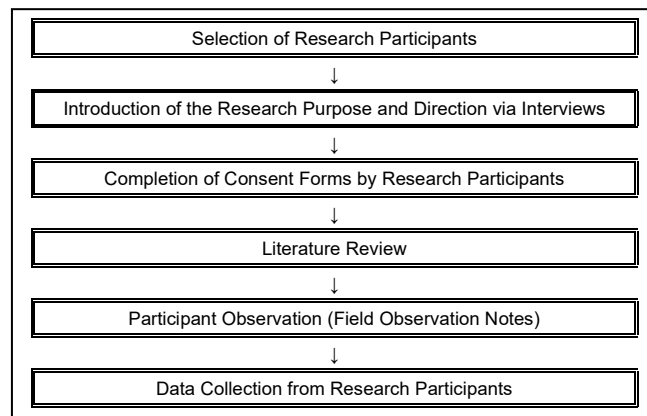 Selection of Research Participants
↓
Introduction of the Research Purpose and Direction via Interviews
↓
Completion of Consent Forms by Research Participants
↓
Literature Review
↓
Participant Observation (Field Observation Notes)
↓
Data Collection from Research Participants